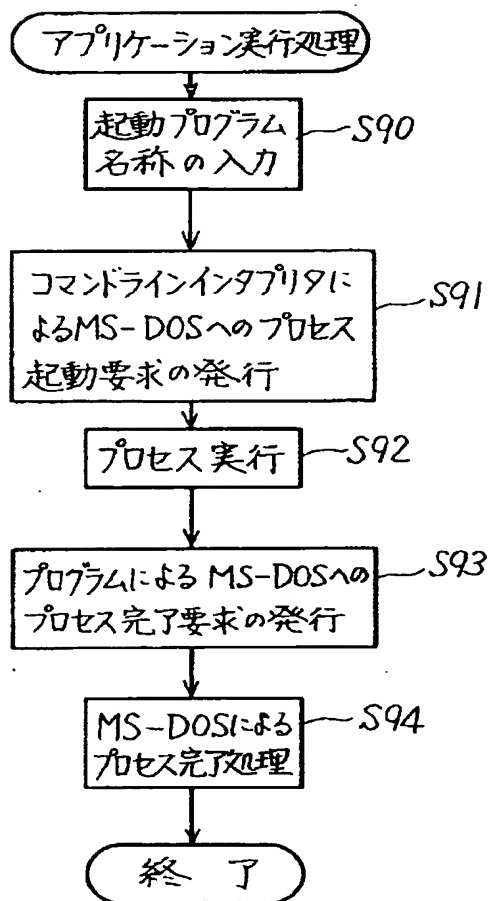 アプリケーション実行処理
起動プログラム
名称の入力
S90
コマンドラインインタプリタに
よるMS-DOSへのプロセス
起動要求の発行
S91
プロセス実行
S92
プログラムによるMS-DOSへの
プロセス完了要求の発行
S93
MS-DOSによる
プロセス完了処理
S94
終了